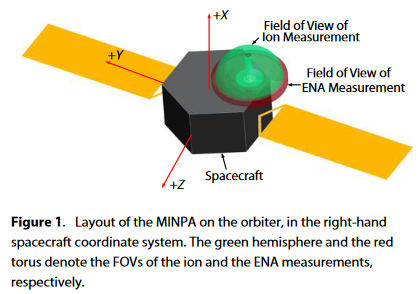 +X
Field of View of
Ion Measurement
+Y
Field of View of
ENA Measurement
Spacecraft
+Z
Figure 1. Layout of the MINPA on the orbiter, in the right-hand
spacecraft coordinate system. The green hemisphere and the red
torus denote the FOVs of the ion and the ENA measurements,
respectively.